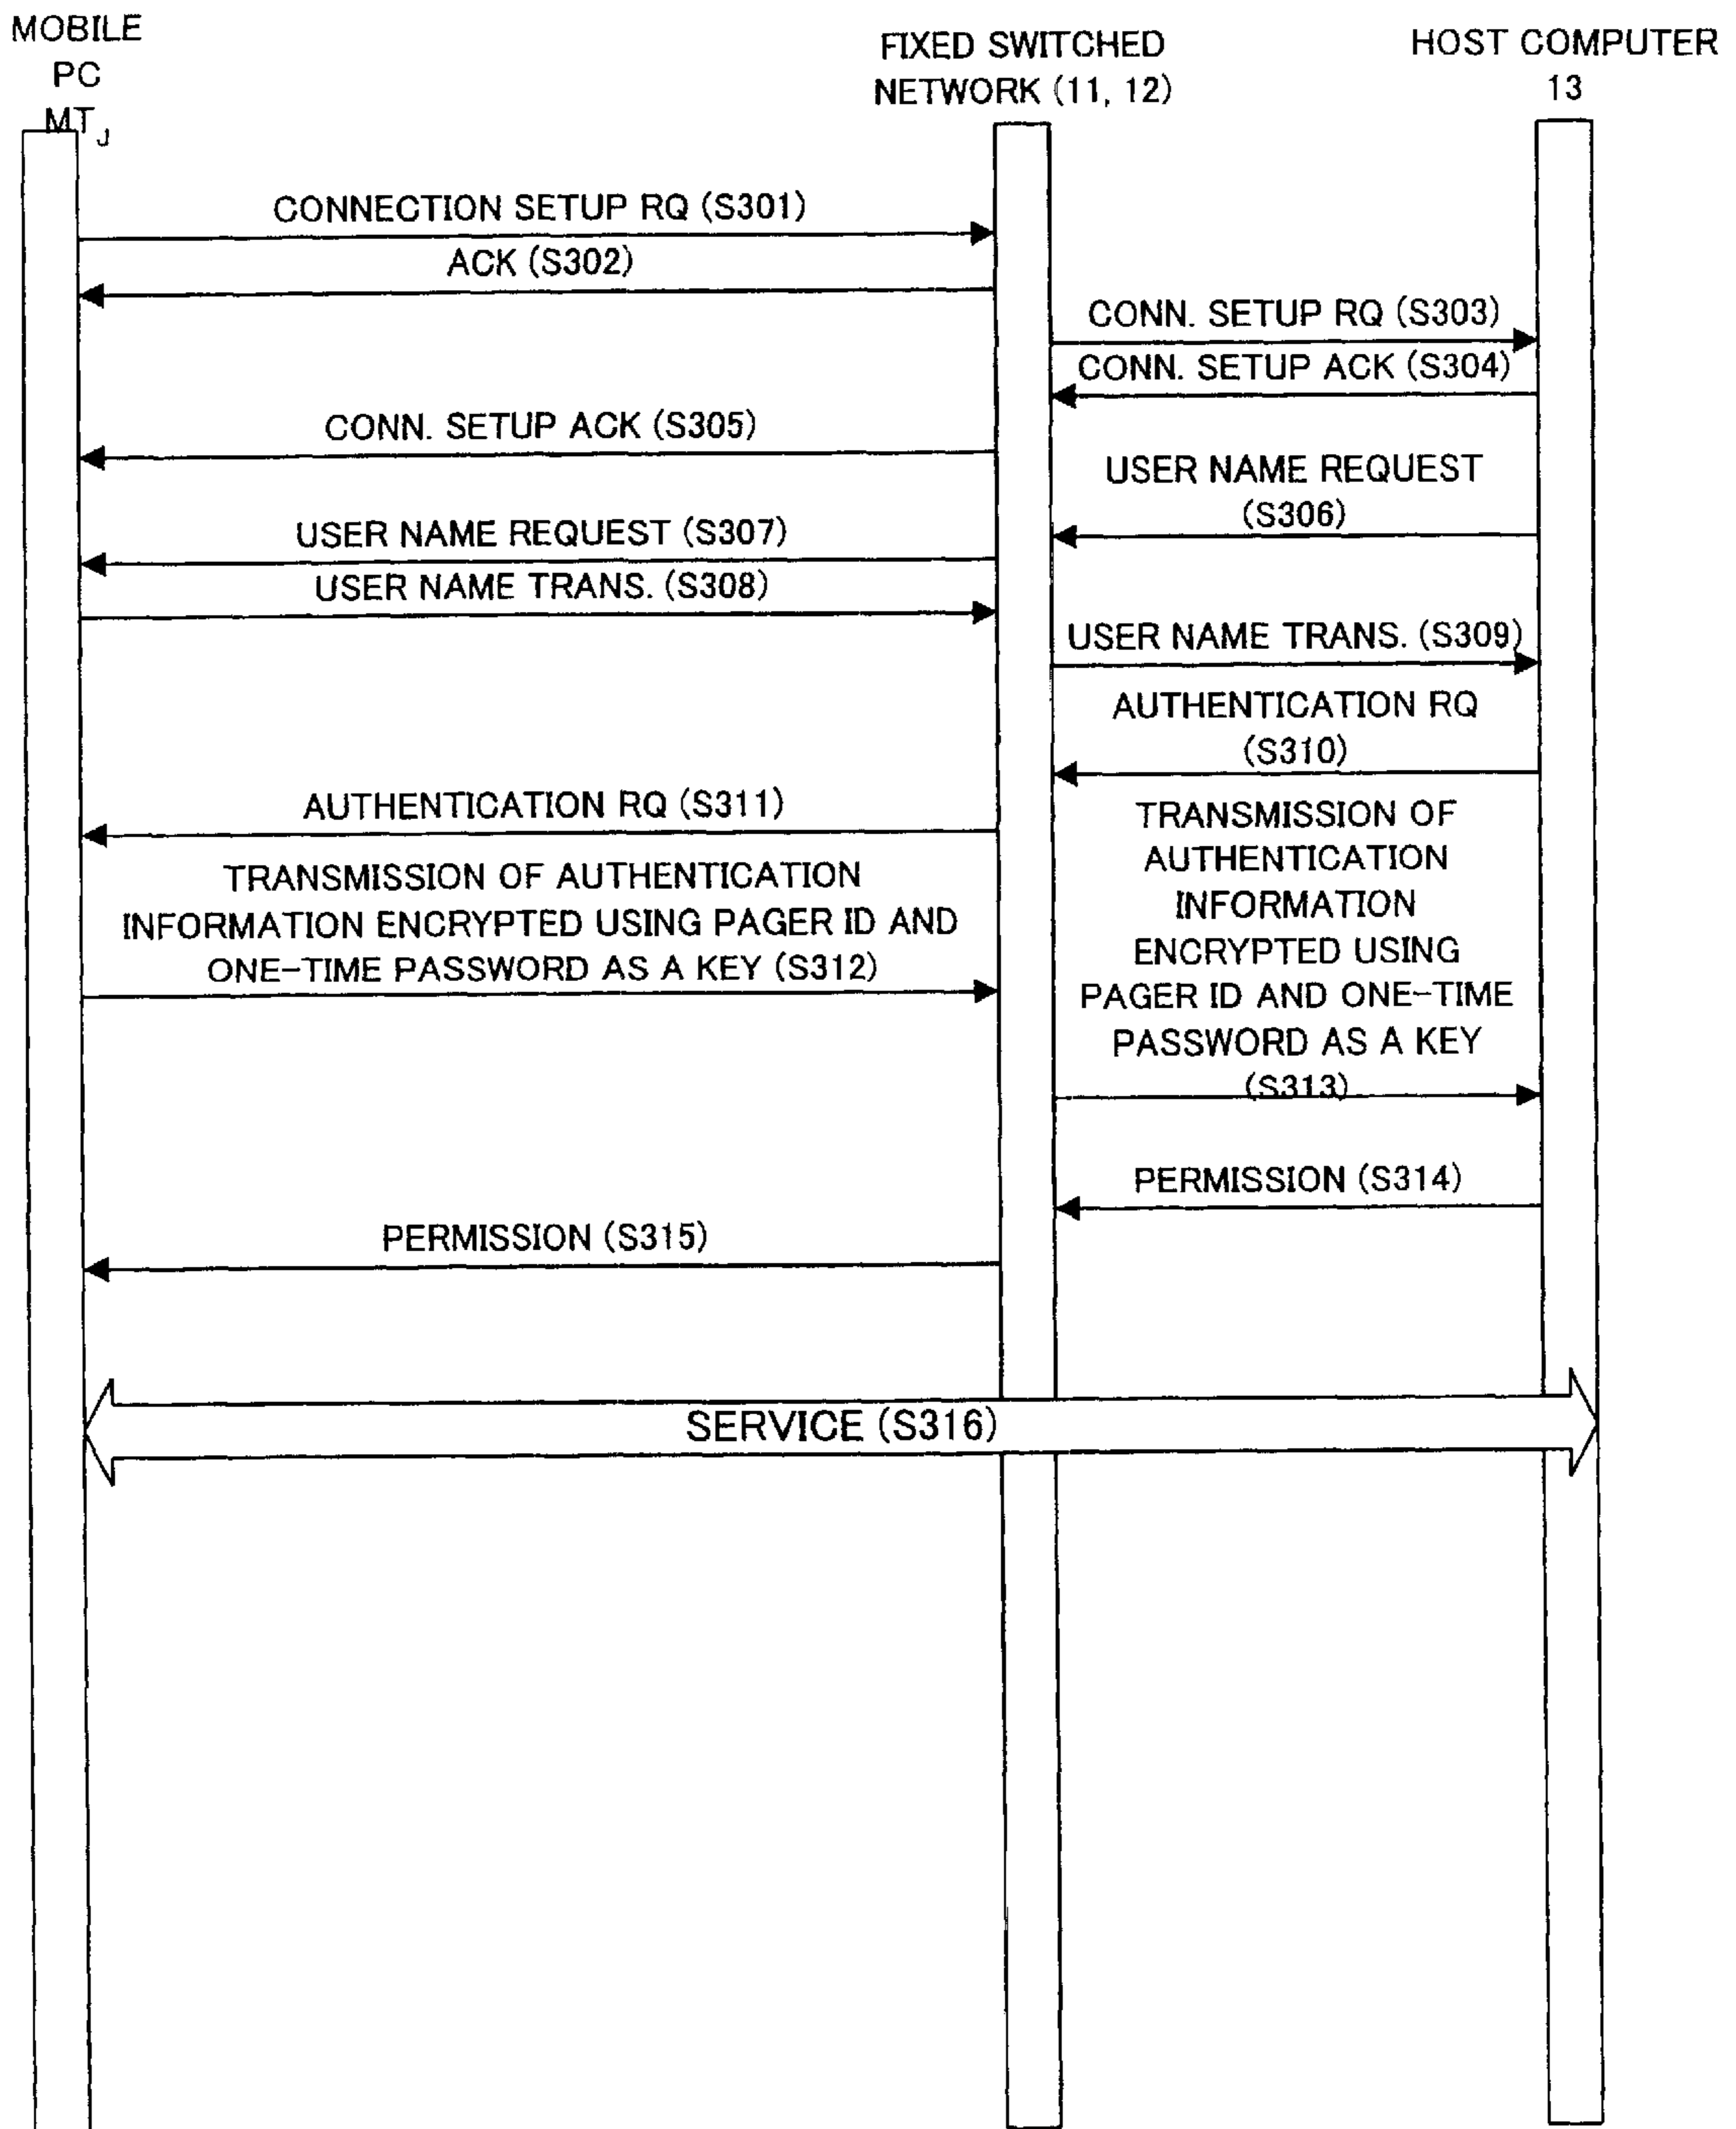 MOBILE
PC
MTJ
FIXED SWITCHED
NETWORK (11, 12)
HOST COMPUTER
13
CONNECTION SETUP RQ (S301)
ACK (S302)
CONN. SETUP RQ (S303)
CONN. SETUP ACK (S304)
CONN. SETUP ACK (S305)
USER NAME REQUEST
(S306)
USER NAME REQUEST (S307)
USER NAME TRANS. (S308)
USER NAME TRANS. (S309)
AUTHENTICATION RQ
(S310)
AUTHENTICATION RQ (S311)
TRANSMISSION OF AUTHENTICATION
INFORMATION ENCRYPTED USING PAGER ID AND
ONE-TIME PASSWORD AS A KEY (S312)
TRANSMISSION OF
AUTHENTICATION
INFORMATION
ENCRYPTED USING
PAGER ID AND ONE-TIME
PASSWORD AS A KEY
(S313)
PERMISSION (S314)
PERMISSION (S315)
SERVICE (S316)